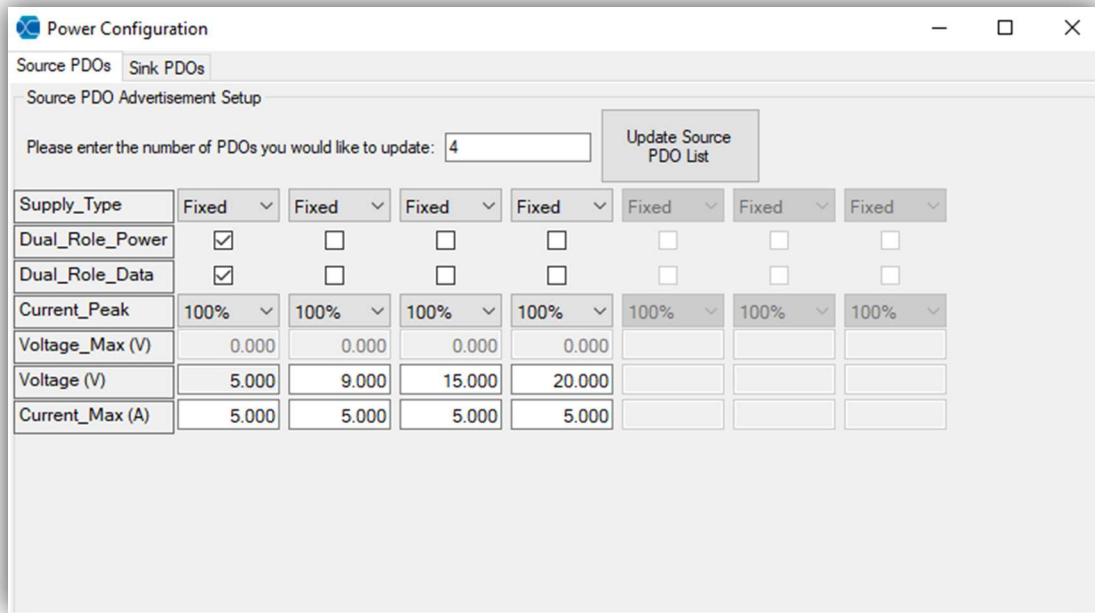 Power Configuration
Source PDOs Sink PDOs
Source PDO Advertisement Setup
Please enter the number of PDOs you would like to update: 4 Update Source PDO List
Supply_Type Fixed Fixed Fixed Fixed Fixed Fixed Fixed
Dual_Role_Power
Dual_Role_Data
Current_Peak 100% 100% 100% 100% 100% 100% 100%
Voltage_Max (V) 0.000 0.000 0.000 0.000
Voltage (V) 5.000 9.000 15.000 20.000
Current_Max (A) 5.000 5.000 5.000 5.000